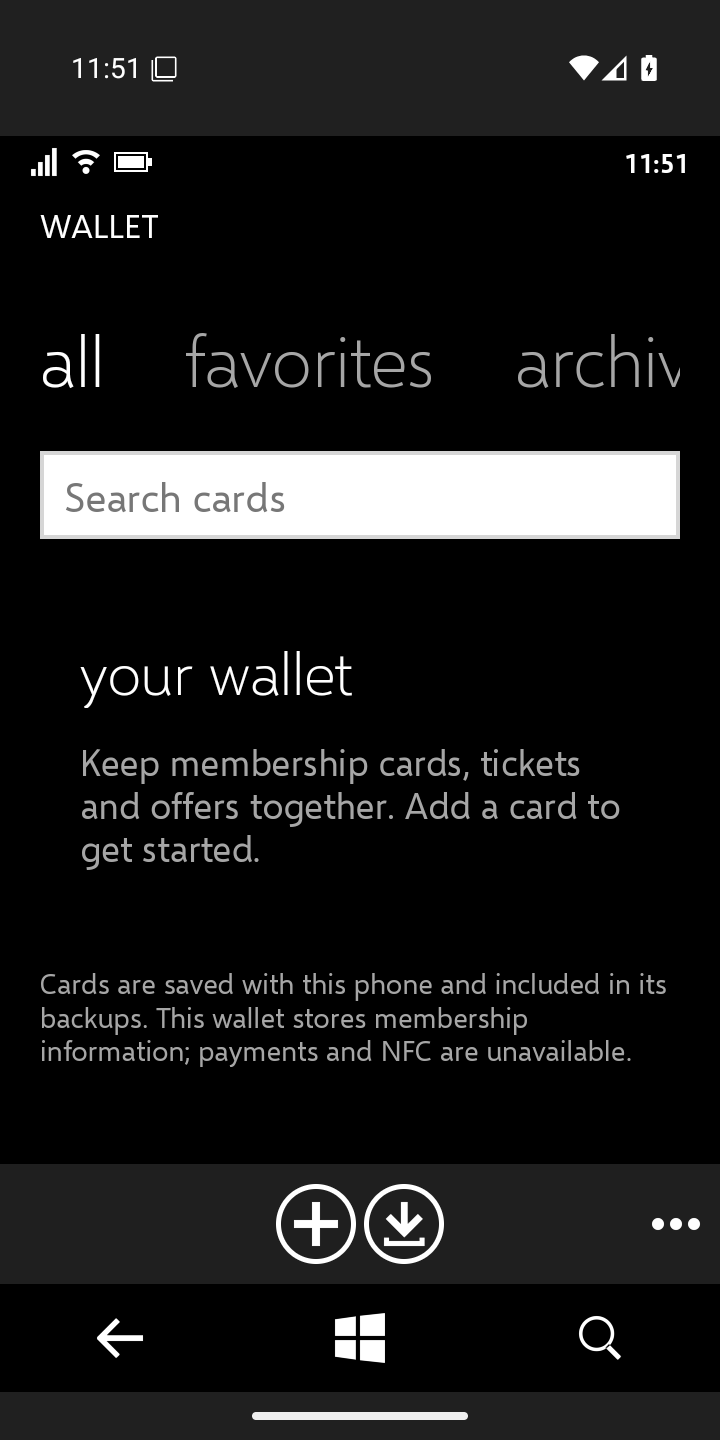 11:51
11:51
WALLET
all favorites archiv
Search cards
your wallet
Keep membership cards, tickets
and offers together. Add a card to
get started.
Cards are saved with this phone and included in its
backups. This wallet stores membership
information; payments and NFC are unavailable.